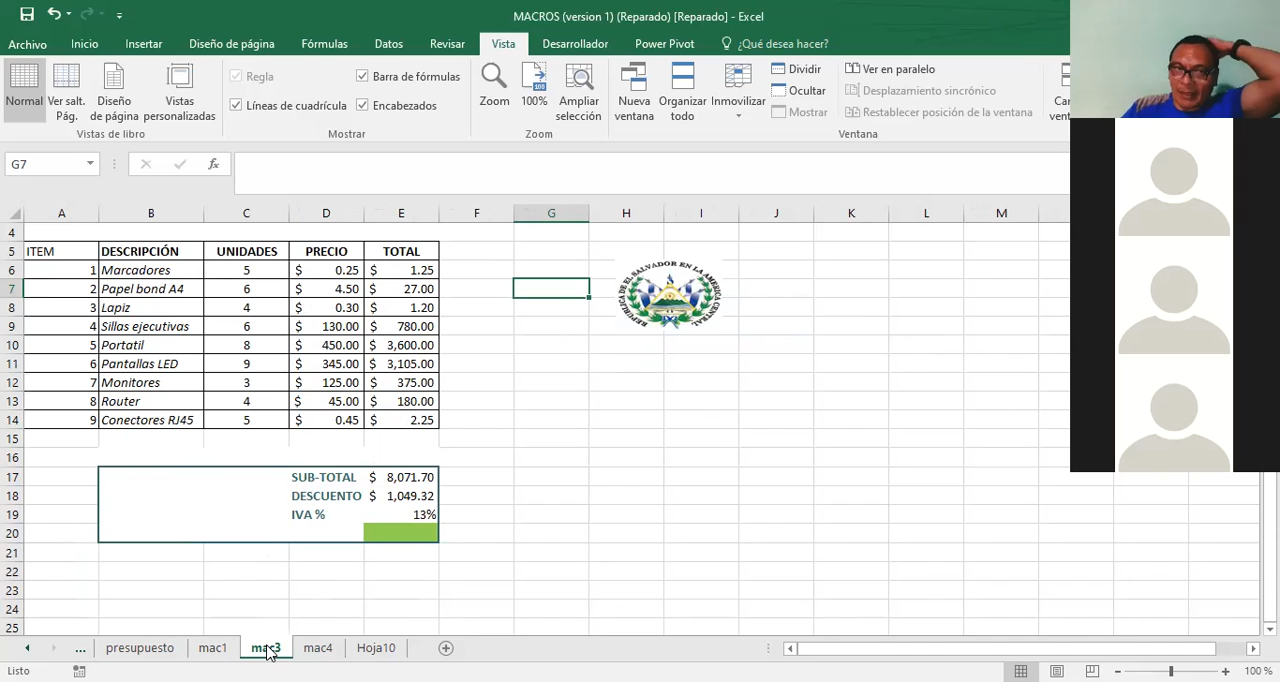 MACROS (version 1) (Reparado) [Reparado] - Excel
Archivo Inicio Insertar Diseño de página Fórmulas Datos Revisar Vista Desarrollador Power Pivot ¿Qué desea hacer?
Normal Ver salt. Pág. Diseño de página Vistas personalizadas
Regla Barra de fórmulas
Líneas de cuadrícula Encabezados
Zoom 100% Ampliar selección
Nueva ventana Organizar todo Inmovilizar
Dividir Ver en paralelo
Ocultar Desplazamiento sincrónico
Mostrar Restablecer posición de la ventana
Vistas de libro Mostrar Zoom Ventana
G7 fx
A B C D E F G H I J K L M
4
5 ITEM DESCRIPCIÓN UNIDADES PRECIO TOTAL
6 1 Marcadores 5 $ 0.25 $ 1.25
7 2 Papel bond A4 6 $ 4.50 $ 27.00
8 3 Lapiz 4 $ 0.30 $ 1.20
9 4 Sillas ejecutivas 6 $ 130.00 $ 780.00
10 5 Portatil 8 $ 450.00 $ 3,600.00
11 6 Pantallas LED 9 $ 345.00 $ 3,105.00
12 7 Monitores 3 $ 125.00 $ 375.00
13 8 Router 4 $ 45.00 $ 180.00
14 9 Conectores RJ45 5 $ 0.45 $ 2.25
REPUBLICA DE EL SALVADOR EN LA AMERICA CENTRAL
15
16
17 SUB-TOTAL $ 8,071.70
18 DESCUENTO $ 1,049.32
19 IVA % 13%
20
21
22
23
24
25
... presupuesto mac1 mac3 mac4 Hoja10
Listo 100 %